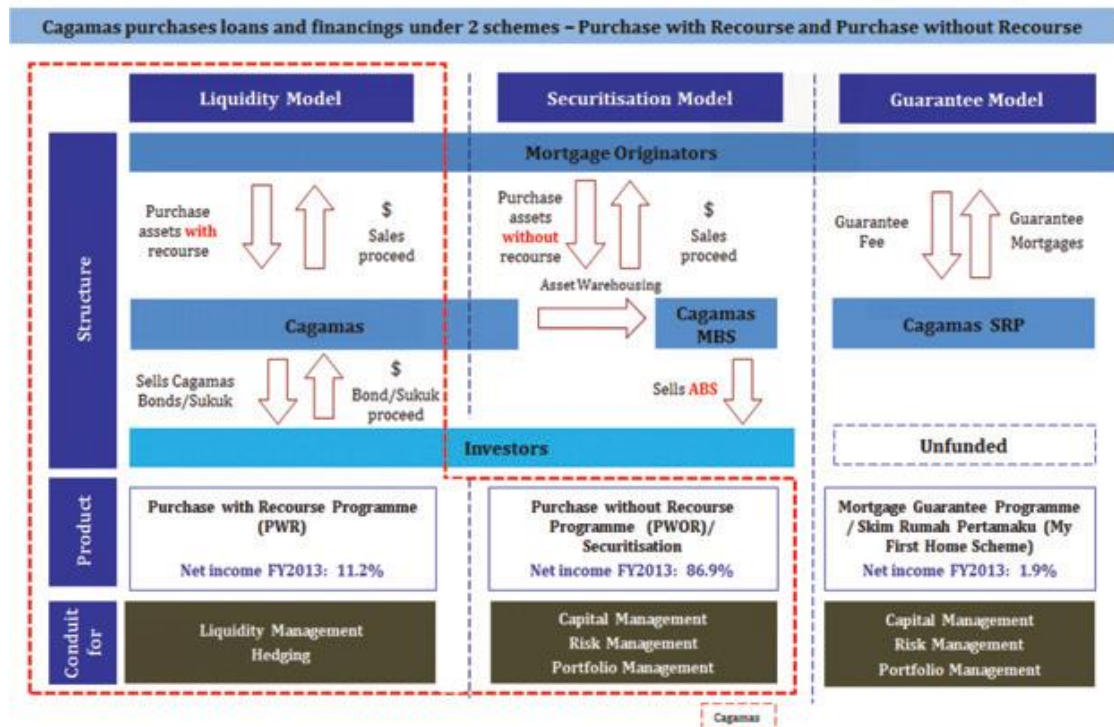 Cagamas purchases loans and financings under 2 schemes – Purchase with Recourse and Purchase without Recourse
Liquidity Model
Securitisation Model
Guarantee Model
Structure
Mortgage Originators
Purchase
assets with
recourse
$
Sales
proceed
Purchase
assets
without
recourse
$
Sales
proceed
Guarantee
Fee
Guarantee
Mortgages
Asset Warehousing
Cagamas
Cagamas
MBS
Cagamas SRP
Sells Cagamas
Bonds/Sukuk
$
Bond/Sukuk
proceed
Sells ABS
Investors
Unfunded
Product
Purchase with Recourse Programme
(PWR)
Net income FY2013: 11.2%
Purchase without Recourse
Programme (PWOR)/
Securitisation
Net income FY2013: 86.9%
Mortgage Guarantee Programme
/ Skim Rumah Pertamaku (My
First Home Scheme)
Net income FY2013: 1.9%
Conduit
for
Liquidity Management
Hedging
Capital Management
Risk Management
Portfolio Management
Capital Management
Risk Management
Portfolio Management
Cagamas